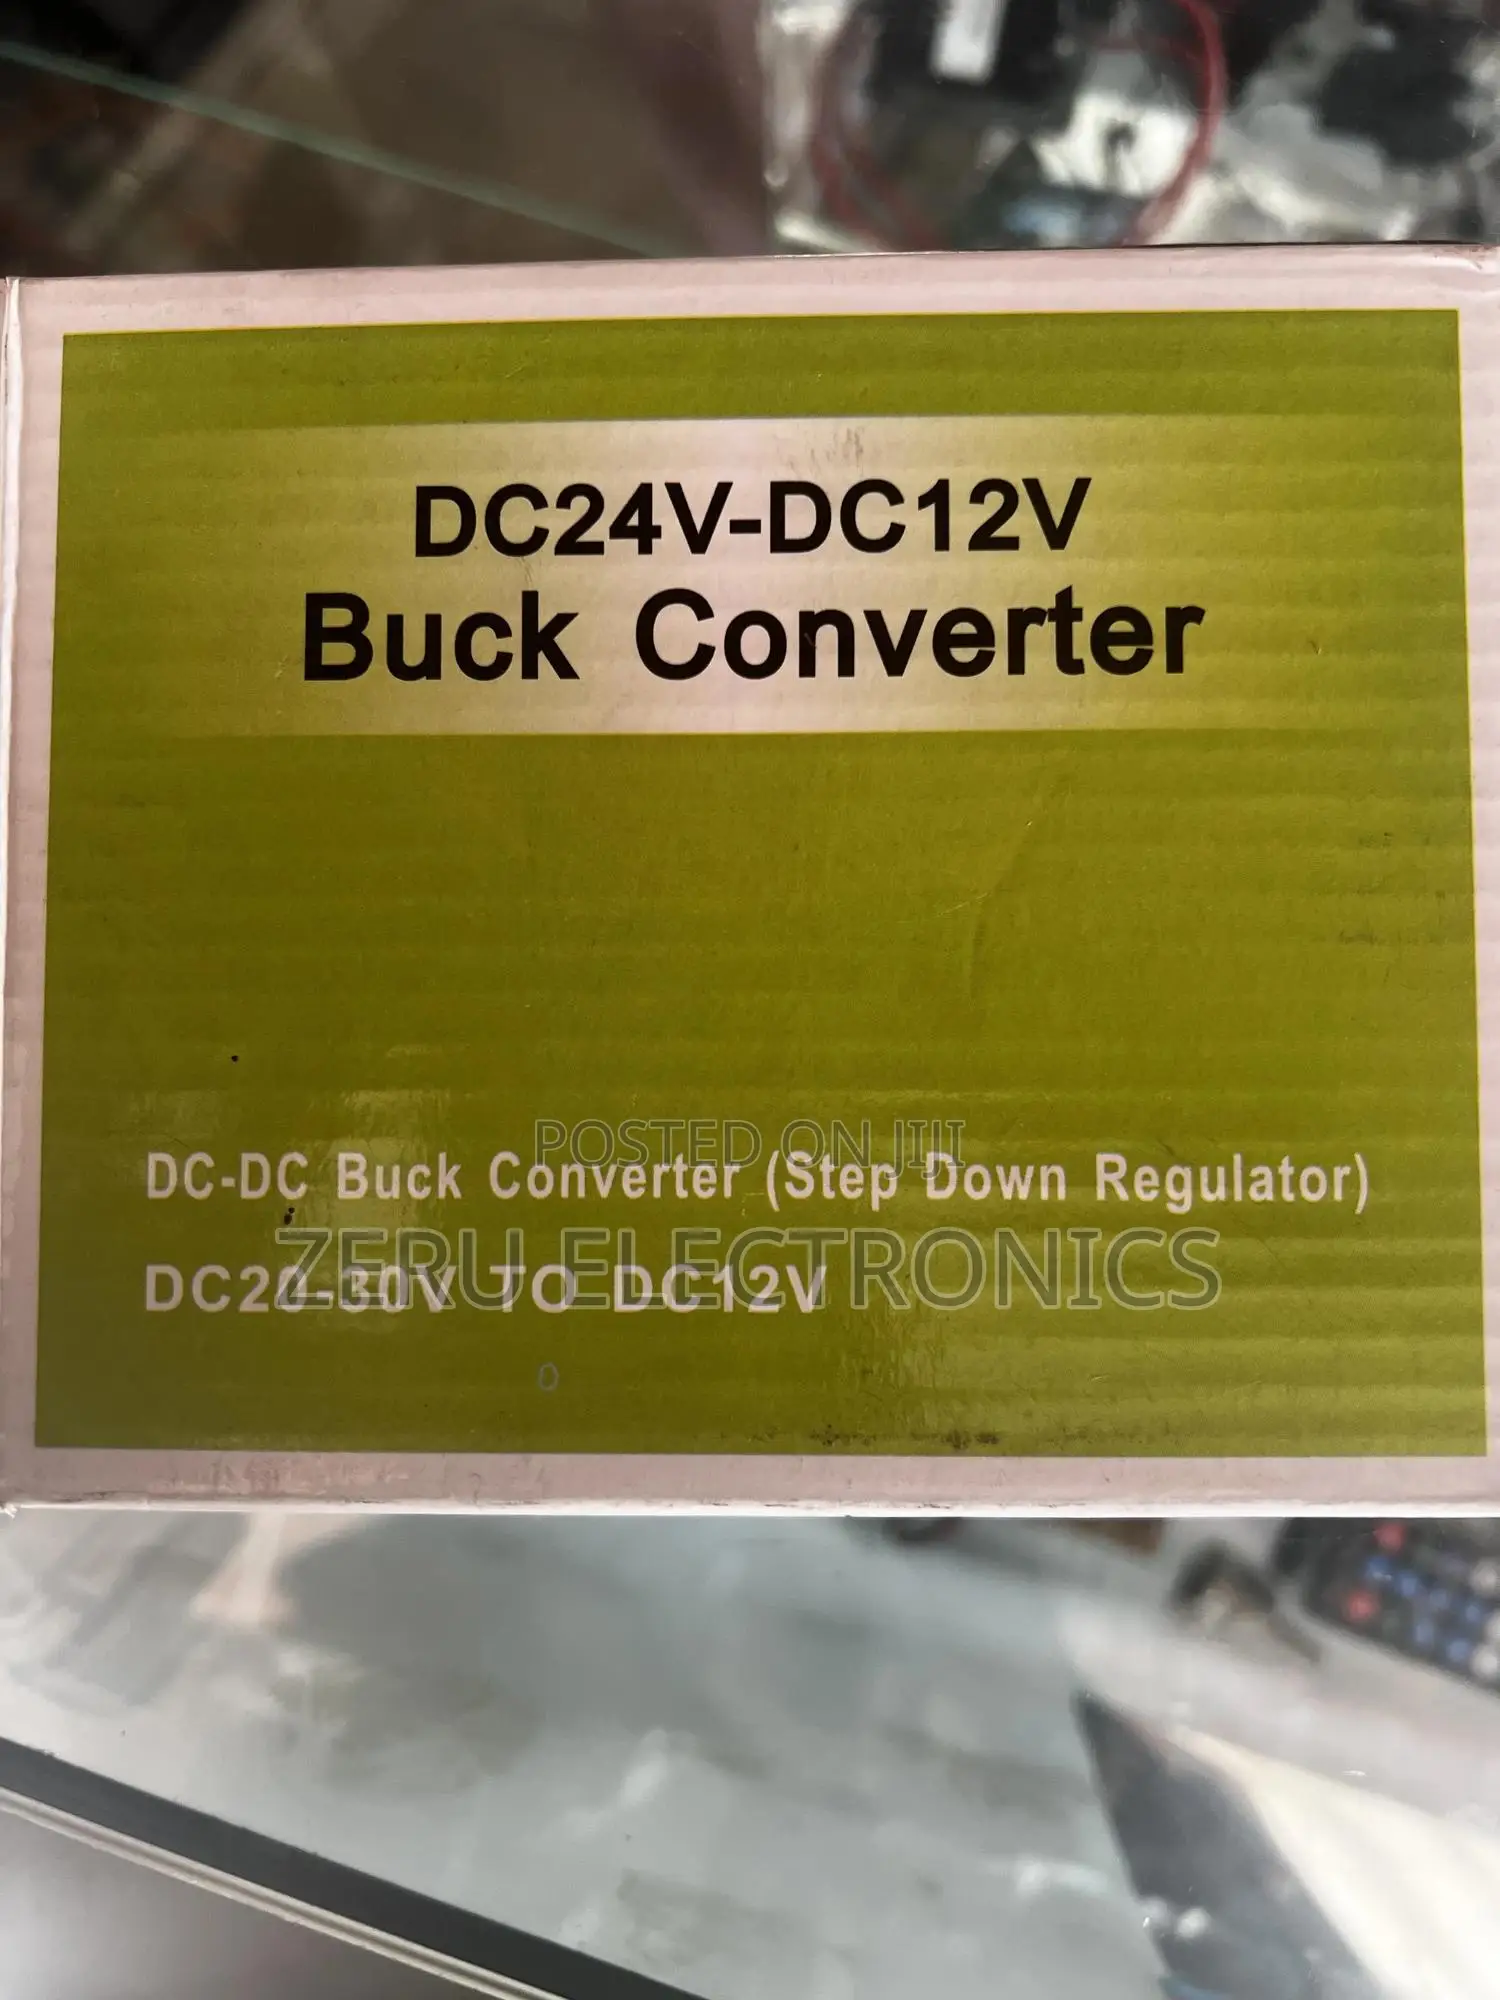 DC24V-DC12V
Buck Converter
POSTED ON JIJI
DC-DC Buck Converter (Step Down Regulator)
ZERU ELECTRONICS
DC20-30V TO DC12V